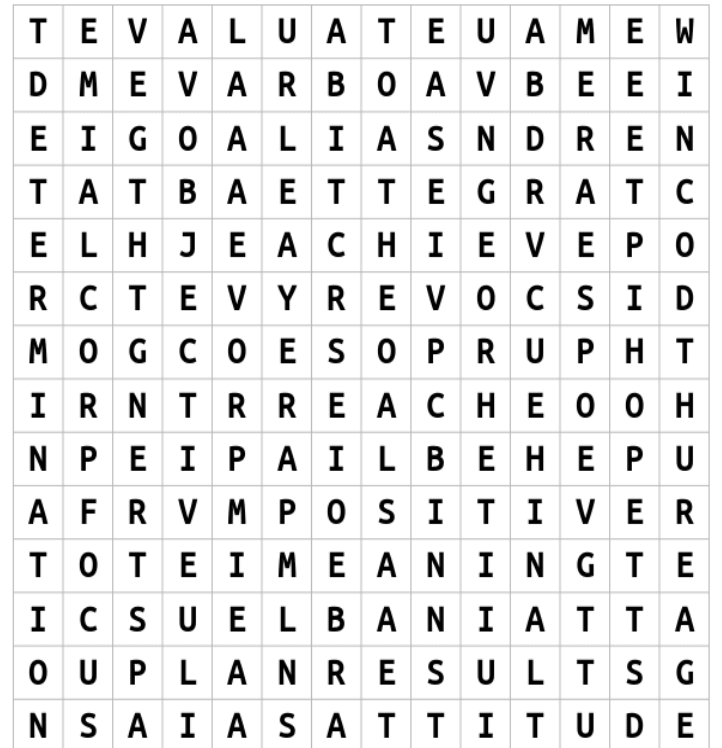 T E V A L U A T E U A M E W
D M E V A R B O A V B E E I
E I G O A L I A S N D R E N
T A T B A E T T E G R A T C
E L H J E A C H I E V E P O
R C T E V Y R E V O C S I D
M O G C O E S O P R U P H T
I R N T R R E A C H E O O H
N P E I P A I L B E H E P U
A F R V M P O S I T I V E R
T O T E I M E A N I N G T E
I C S U E L B A N I A T T A
O U P L A N R E S U L T S G
N S A I A S A T T I T U D E